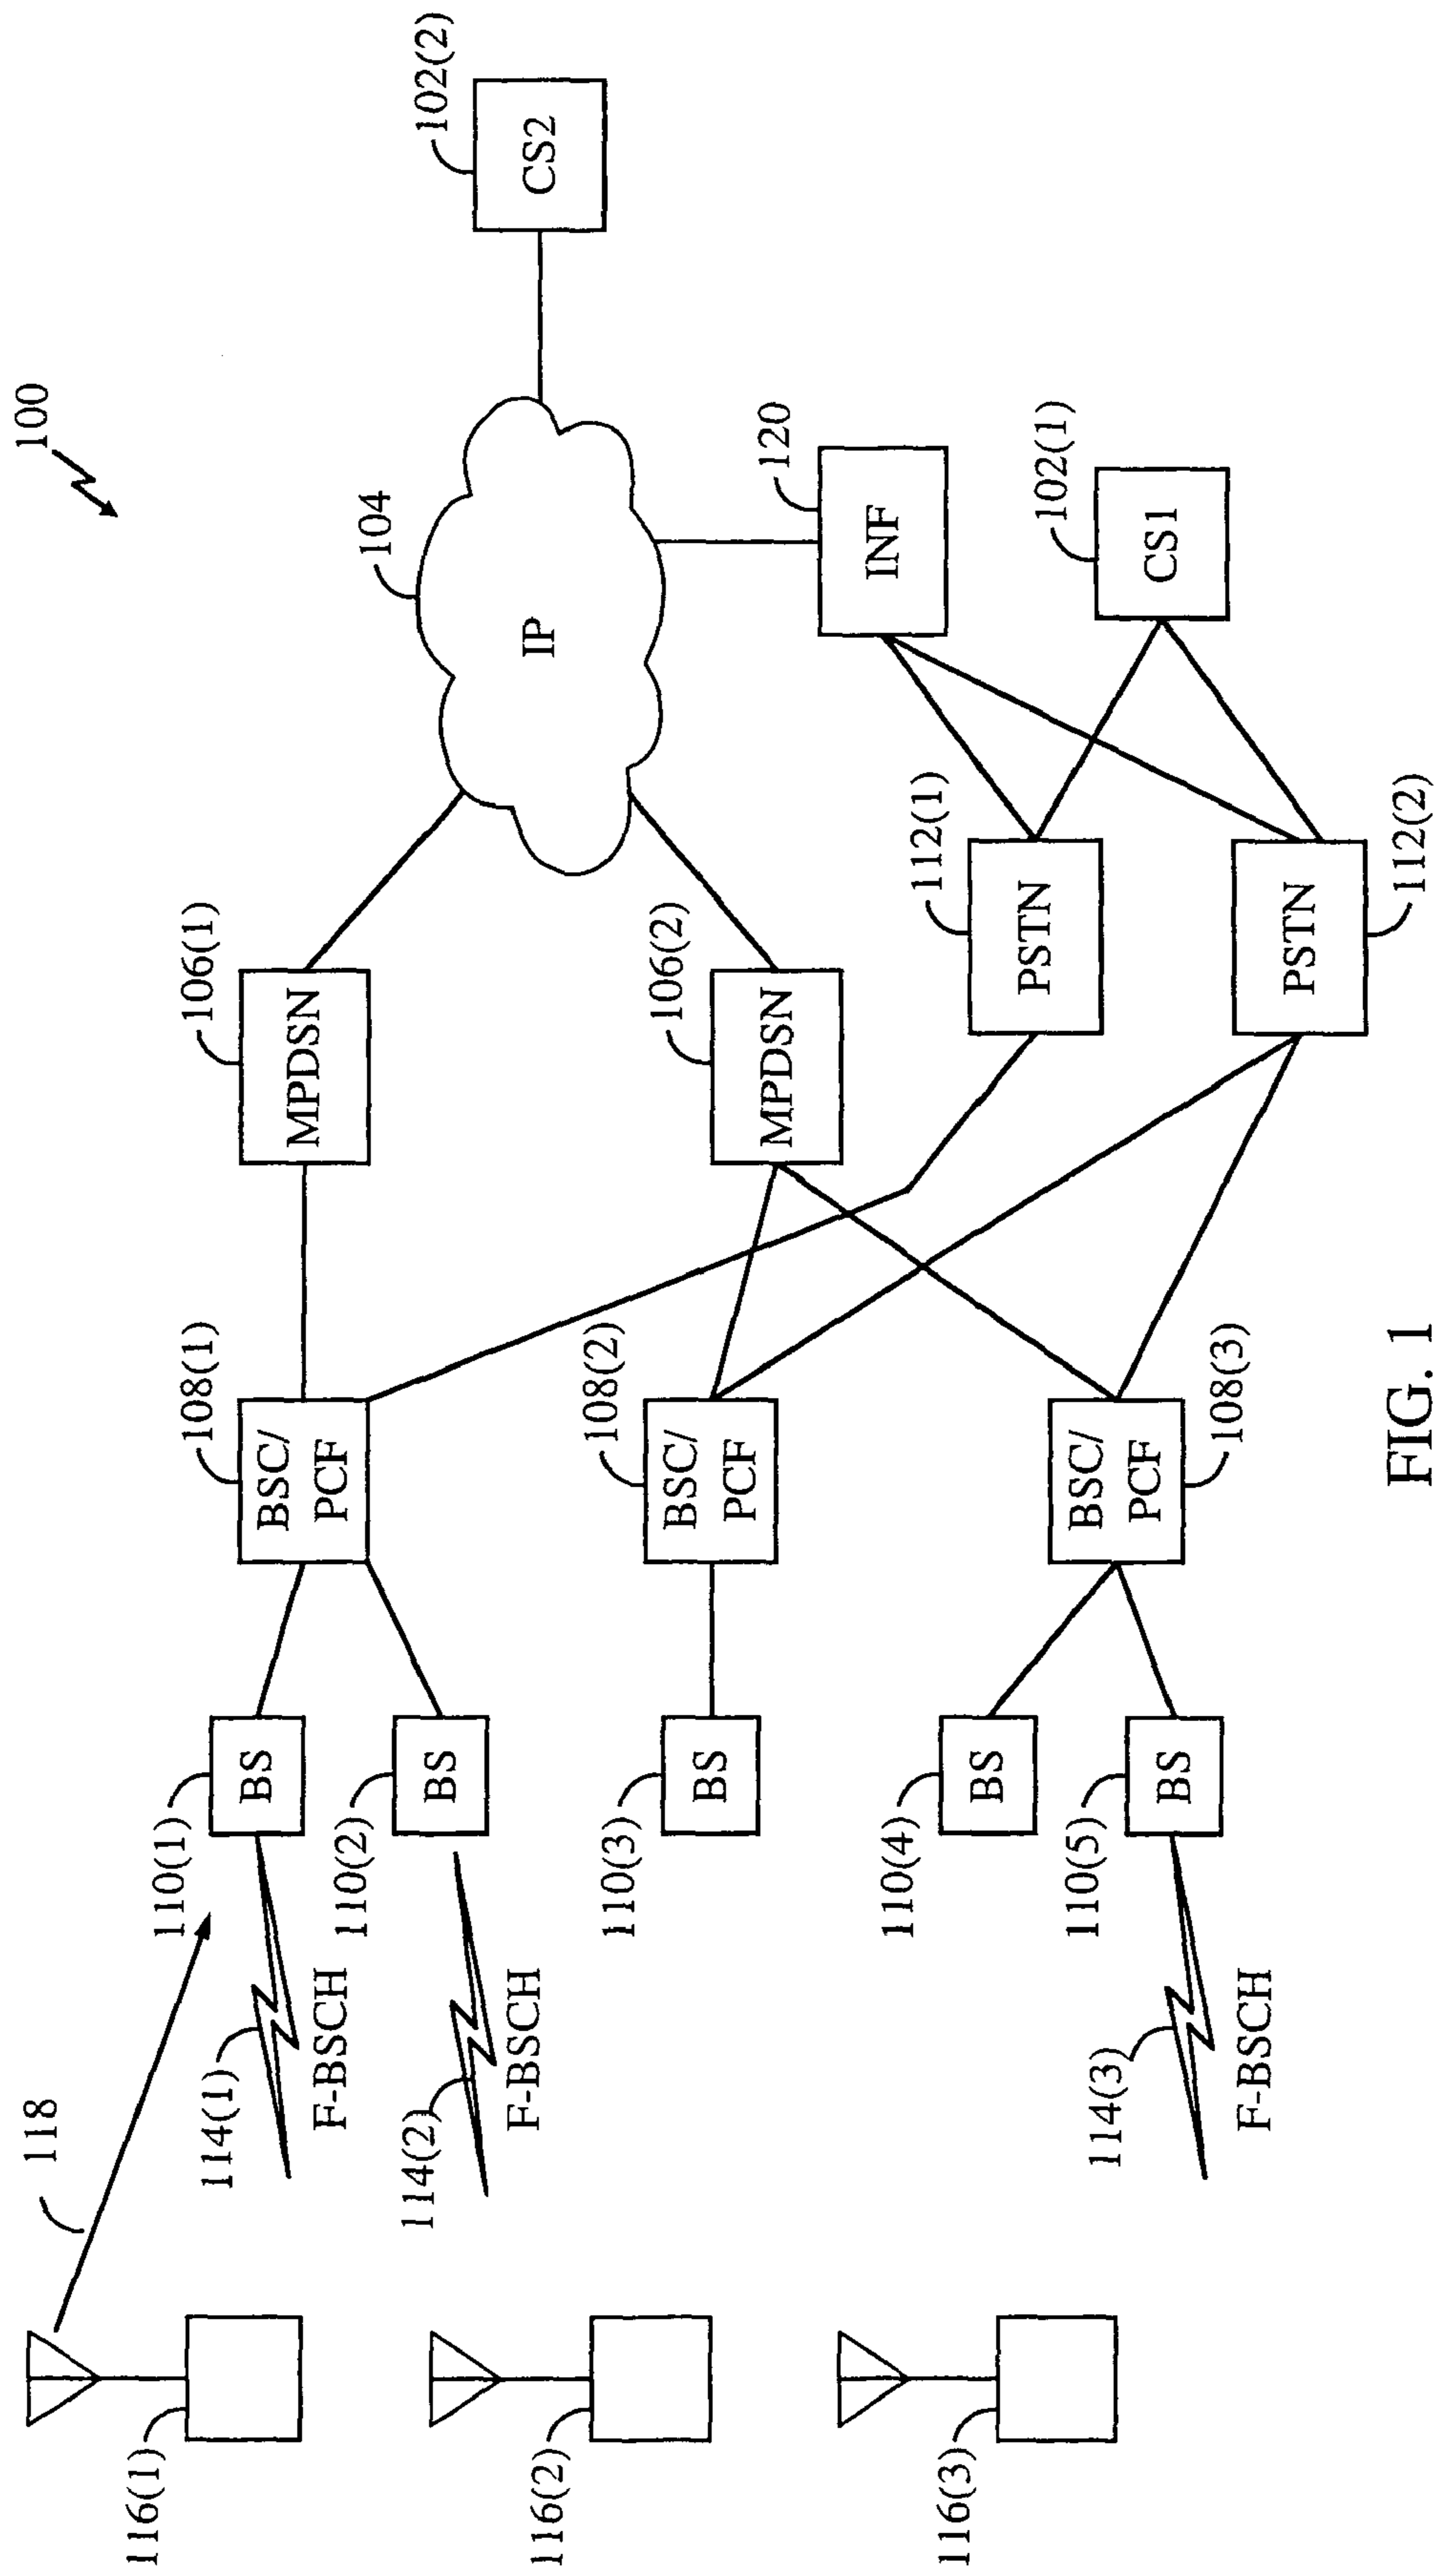 100
116(1)
118
114(1)
F-BSCH
110(1)
BS
110(2)
BS
114(2)
F-BSCH
108(1)
BSC/
PCF
106(1)
MPDSN
104
IP
102(2)
CS2
116(2)
110(3)
BS
108(2)
BSC/
PCF
106(2)
MPDSN
120
INF
116(3)
110(4)
BS
110(5)
BS
114(3)
F-BSCH
108(3)
BSC/
PCF
112(1)
PSTN
112(2)
PSTN
102(1)
CS1
FIG. 1